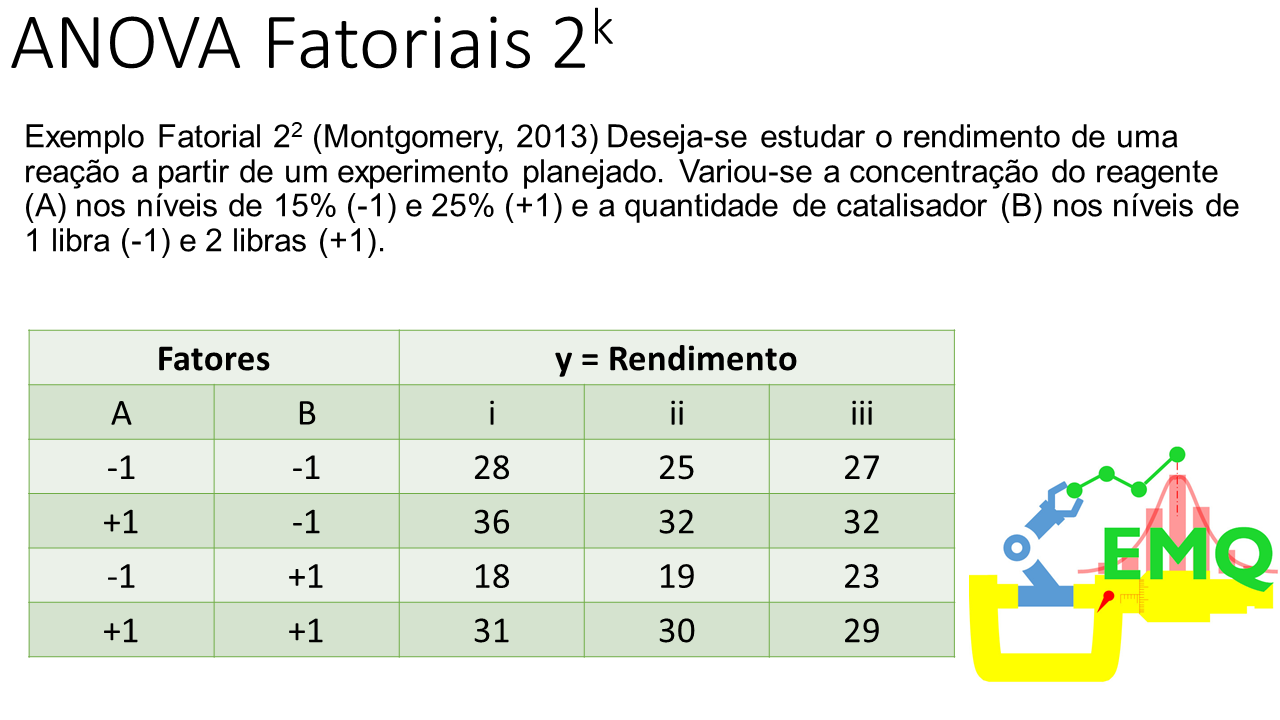 ANOVA Fatoriais 2ᵏ
Exemplo Fatorial 2² (Montgomery, 2013) Deseja-se estudar o rendimento de uma
reação a partir de um experimento planejado. Variou-se a concentração do reagente
(A) nos níveis de 15% (-1) e 25% (+1) e a quantidade de catalisador (B) nos níveis de
1 libra (-1) e 2 libras (+1).
Fatores y = Rendimento
A B i ii iii
-1 -1 28 25 27
+1 -1 36 32 32
-1 +1 18 19 23
+1 +1 31 30 29
EMQ